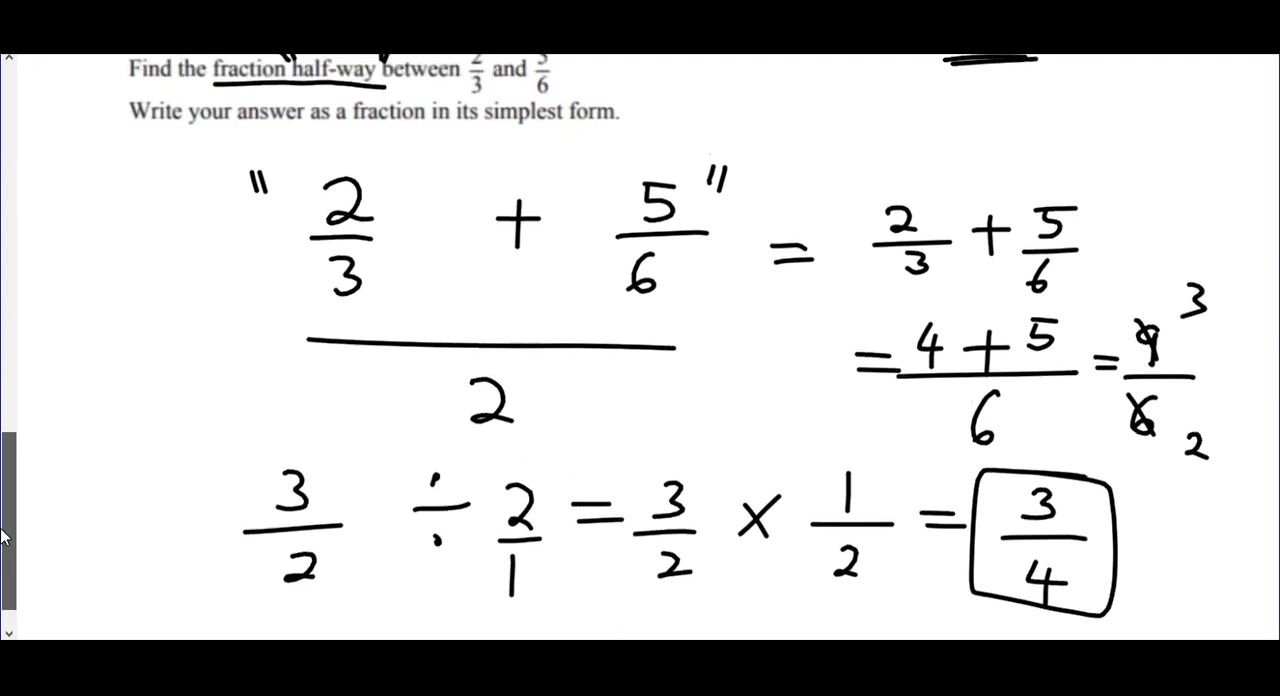 Find the fraction "half-way" between 2/3 and 5/6
Write your answer as a fraction in its simplest form.
" 2/3 + 5/6 " / 2 = 2/3 + 5/6
= (4 + 5)/6 = 9/6 3 2
3/2 ÷ 2/1 = 3/2 × 1/2 = 3/4